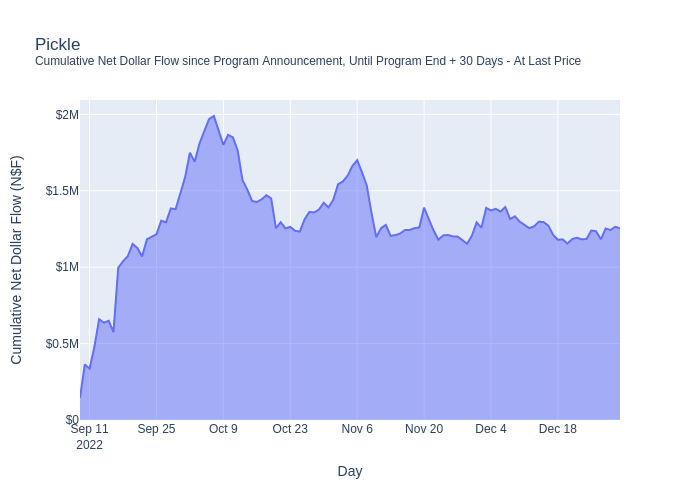 Pickle
Cumulative Net Dollar Flow since Program Announcement, Until Program End + 30 Days - At Last Price
Cumulative Net Dollar Flow (N$F)
$2M
$1.5M
$1M
$0.5M
$0
Sep 11
2022
Sep 25
Oct 9
Oct 23
Nov 6
Nov 20
Dec 4
Dec 18
Day